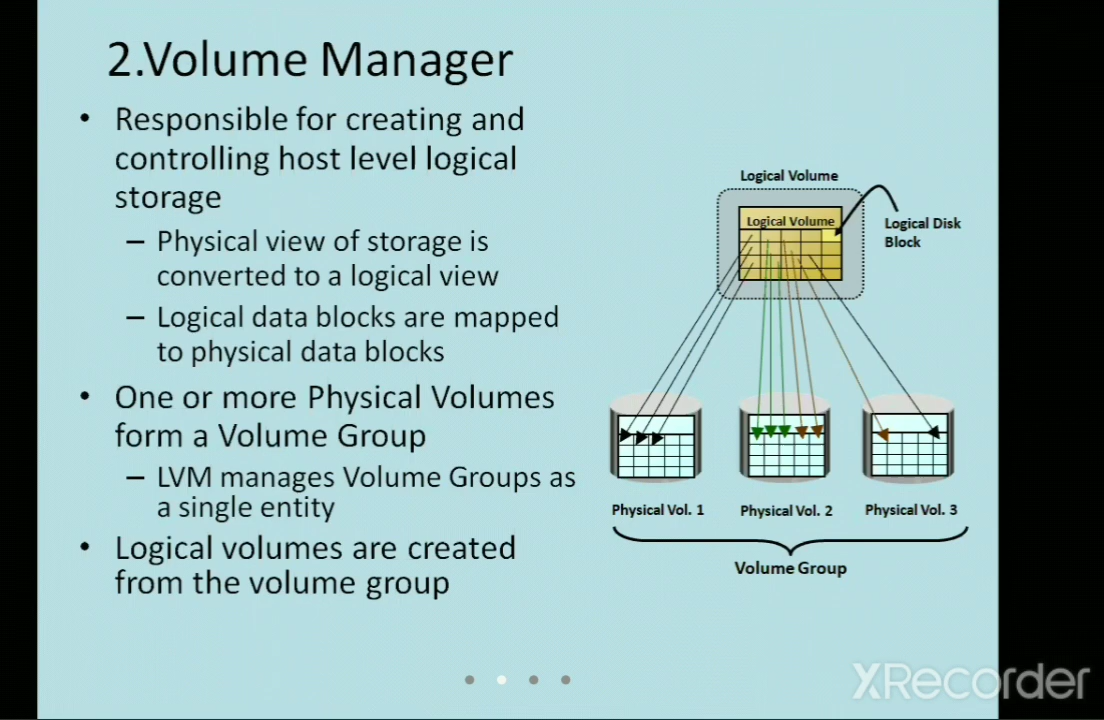 2.Volume Manager
• Responsible for creating and
controlling host level logical
storage
– Physical view of storage is
converted to a logical view
– Logical data blocks are mapped
to physical data blocks
• One or more Physical Volumes
form a Volume Group
– LVM manages Volume Groups as
a single entity
• Logical volumes are created
from the volume group
Logical Volume
Logical Volume
Logical Disk
Block
Physical Vol. 1
Physical Vol. 2
Physical Vol. 3
Volume Group
XRecorder